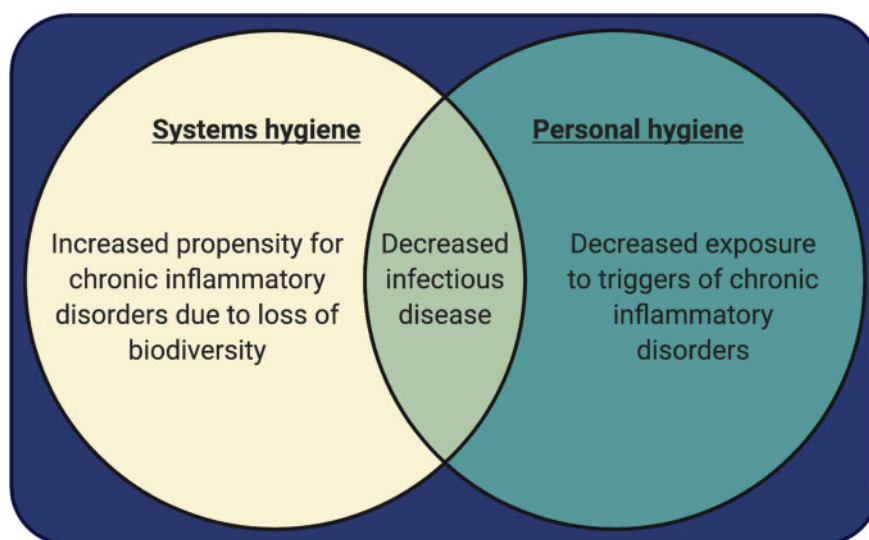 Systems hygiene
Increased propensity for
chronic inflammatory
disorders due to loss of
biodiversity
Decreased
infectious
disease
Personal hygiene
Decreased exposure
to triggers of chronic
inflammatory
disorders